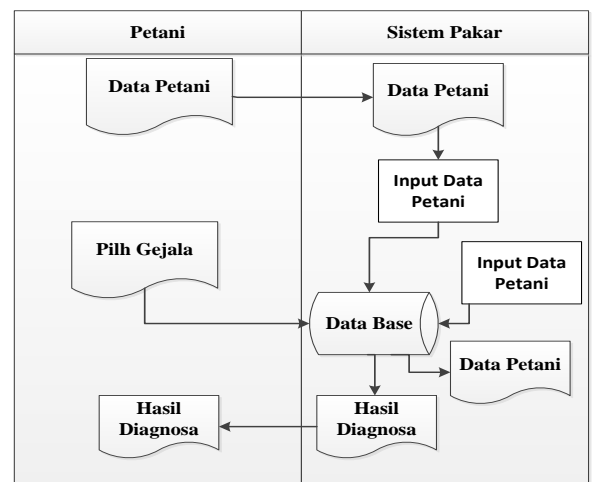 Petani
Sistem Pakar
Data Petani
Data Petani
Input Data
Petani
Pilh Gejala
Input Data
Petani
Data Base
Data Petani
Hasil
Diagnosa
Hasil
Diagnosa